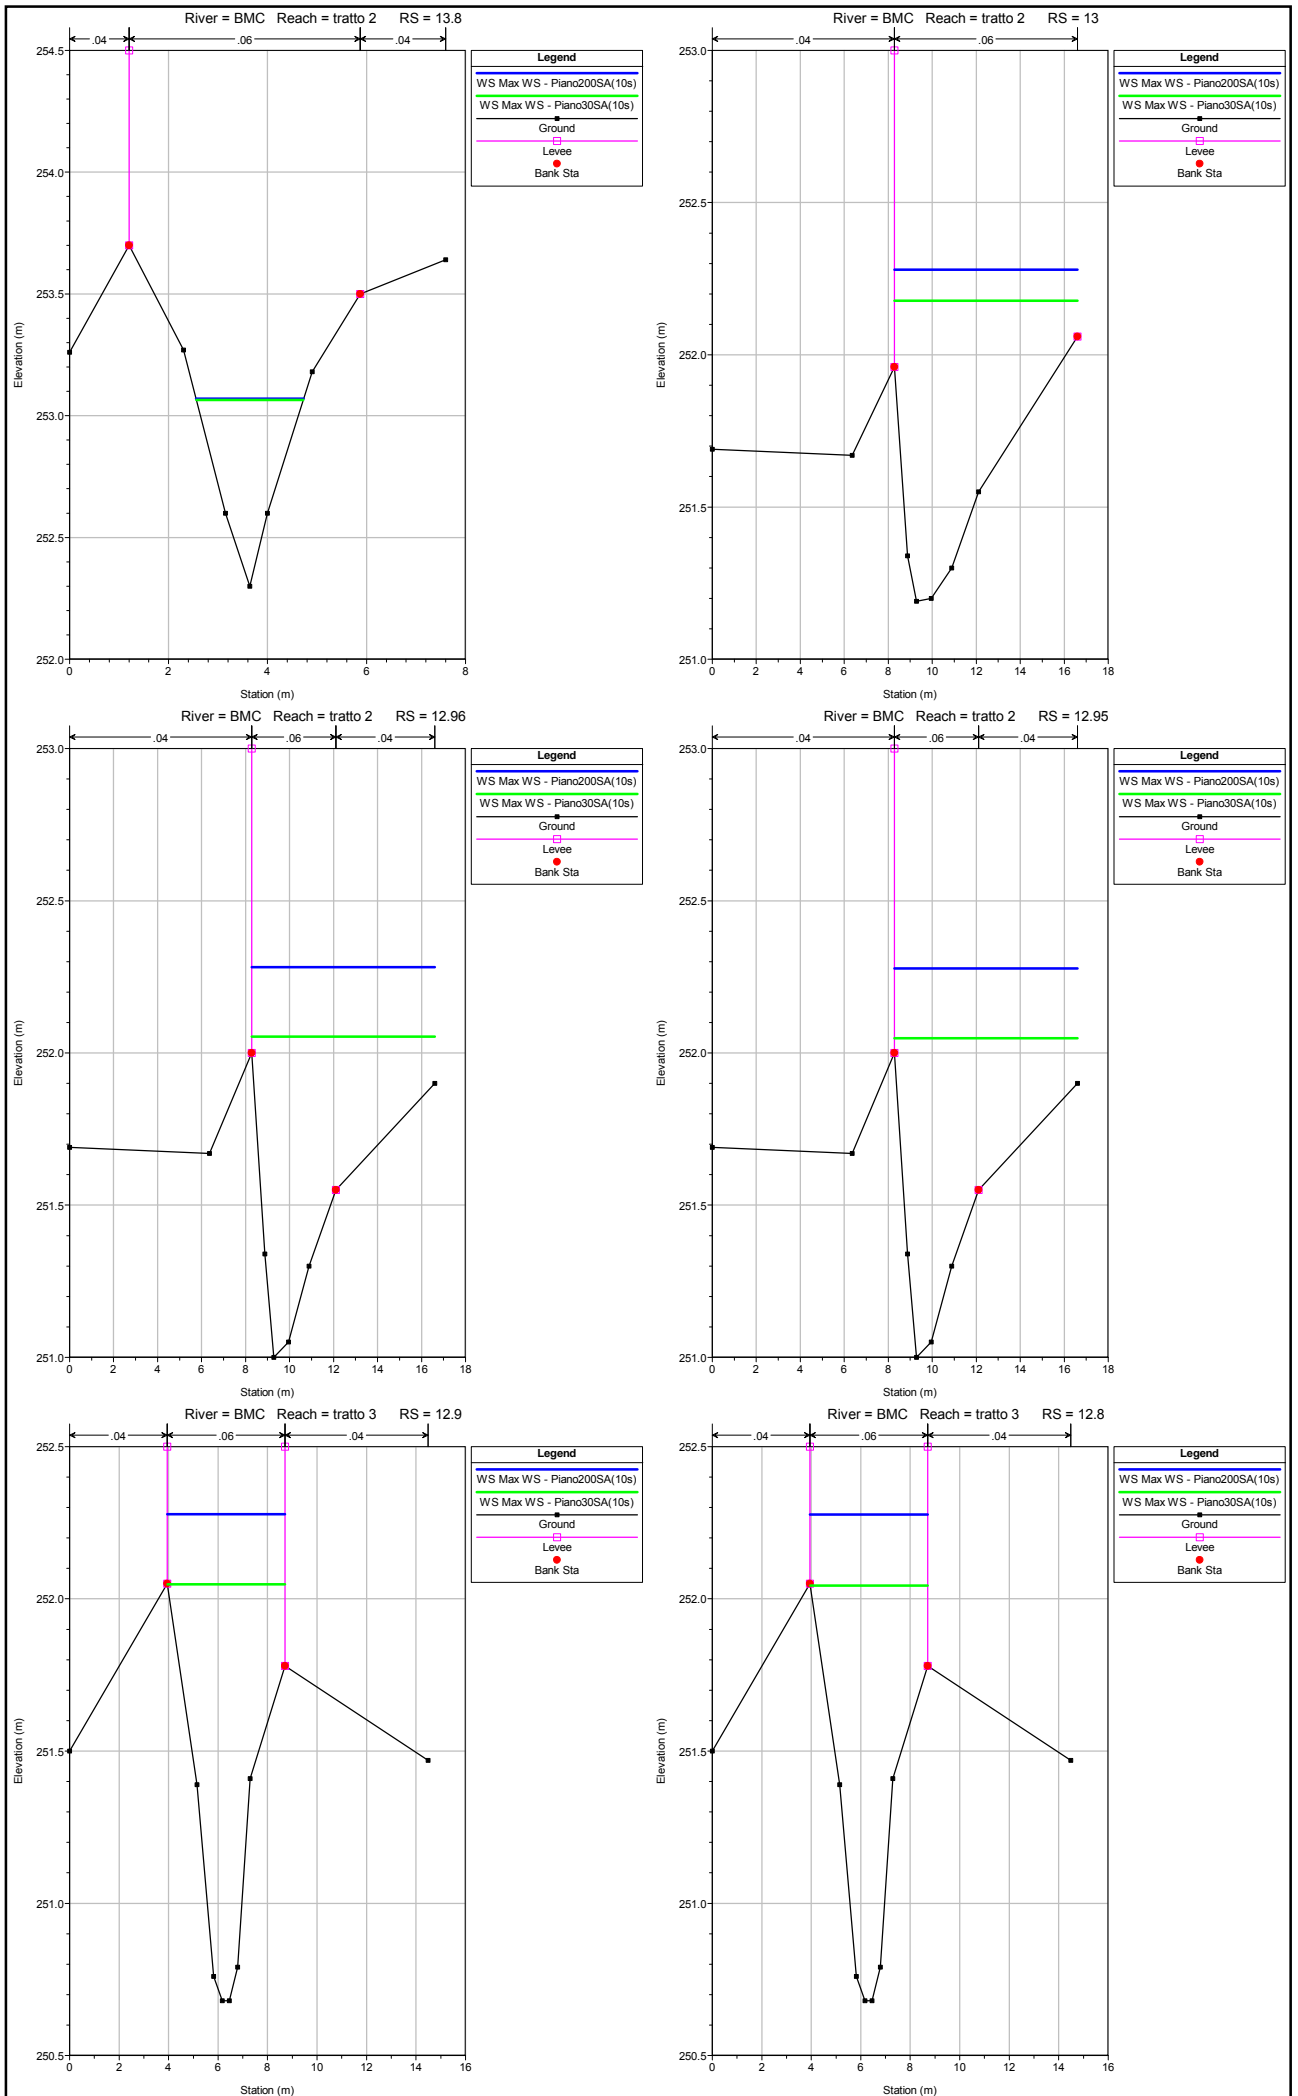 River = BMC Reach = tratto 2 RS = 13.8
.04 .06 .04
Legend
WS Max WS - Piano200SA(10s)
WS Max WS - Piano30SA(10s)
Ground
Levee
Bank Sta
254.5
254.0
253.5
253.0
252.5
252.0
Elevation (m)
0 2 4 6 8
Station (m)
River = BMC Reach = tratto 2 RS = 13
.04 .06
Legend
WS Max WS - Piano200SA(10s)
WS Max WS - Piano30SA(10s)
Ground
Levee
Bank Sta
253.0
252.5
252.0
251.5
251.0
Elevation (m)
0 2 4 6 8 10 12 14 16 18
Station (m)
River = BMC Reach = tratto 2 RS = 12.96
.04 .06 .04
Legend
WS Max WS - Piano200SA(10s)
WS Max WS - Piano30SA(10s)
Ground
Levee
Bank Sta
253.0
252.5
252.0
251.5
251.0
Elevation (m)
0 2 4 6 8 10 12 14 16 18
Station (m)
River = BMC Reach = tratto 2 RS = 12.95
.04 .06 .04
Legend
WS Max WS - Piano200SA(10s)
WS Max WS - Piano30SA(10s)
Ground
Levee
Bank Sta
253.0
252.5
252.0
251.5
251.0
Elevation (m)
0 2 4 6 8 10 12 14 16 18
Station (m)
River = BMC Reach = tratto 3 RS = 12.9
.04 .06 .04
Legend
WS Max WS - Piano200SA(10s)
WS Max WS - Piano30SA(10s)
Ground
Levee
Bank Sta
252.5
252.0
251.5
251.0
250.5
Elevation (m)
0 2 4 6 8 10 12 14 16
Station (m)
River = BMC Reach = tratto 3 RS = 12.8
.04 .06 .04
Legend
WS Max WS - Piano200SA(10s)
WS Max WS - Piano30SA(10s)
Ground
Levee
Bank Sta
252.5
252.0
251.5
251.0
250.5
Elevation (m)
0 2 4 6 8 10 12 14 16
Station (m)